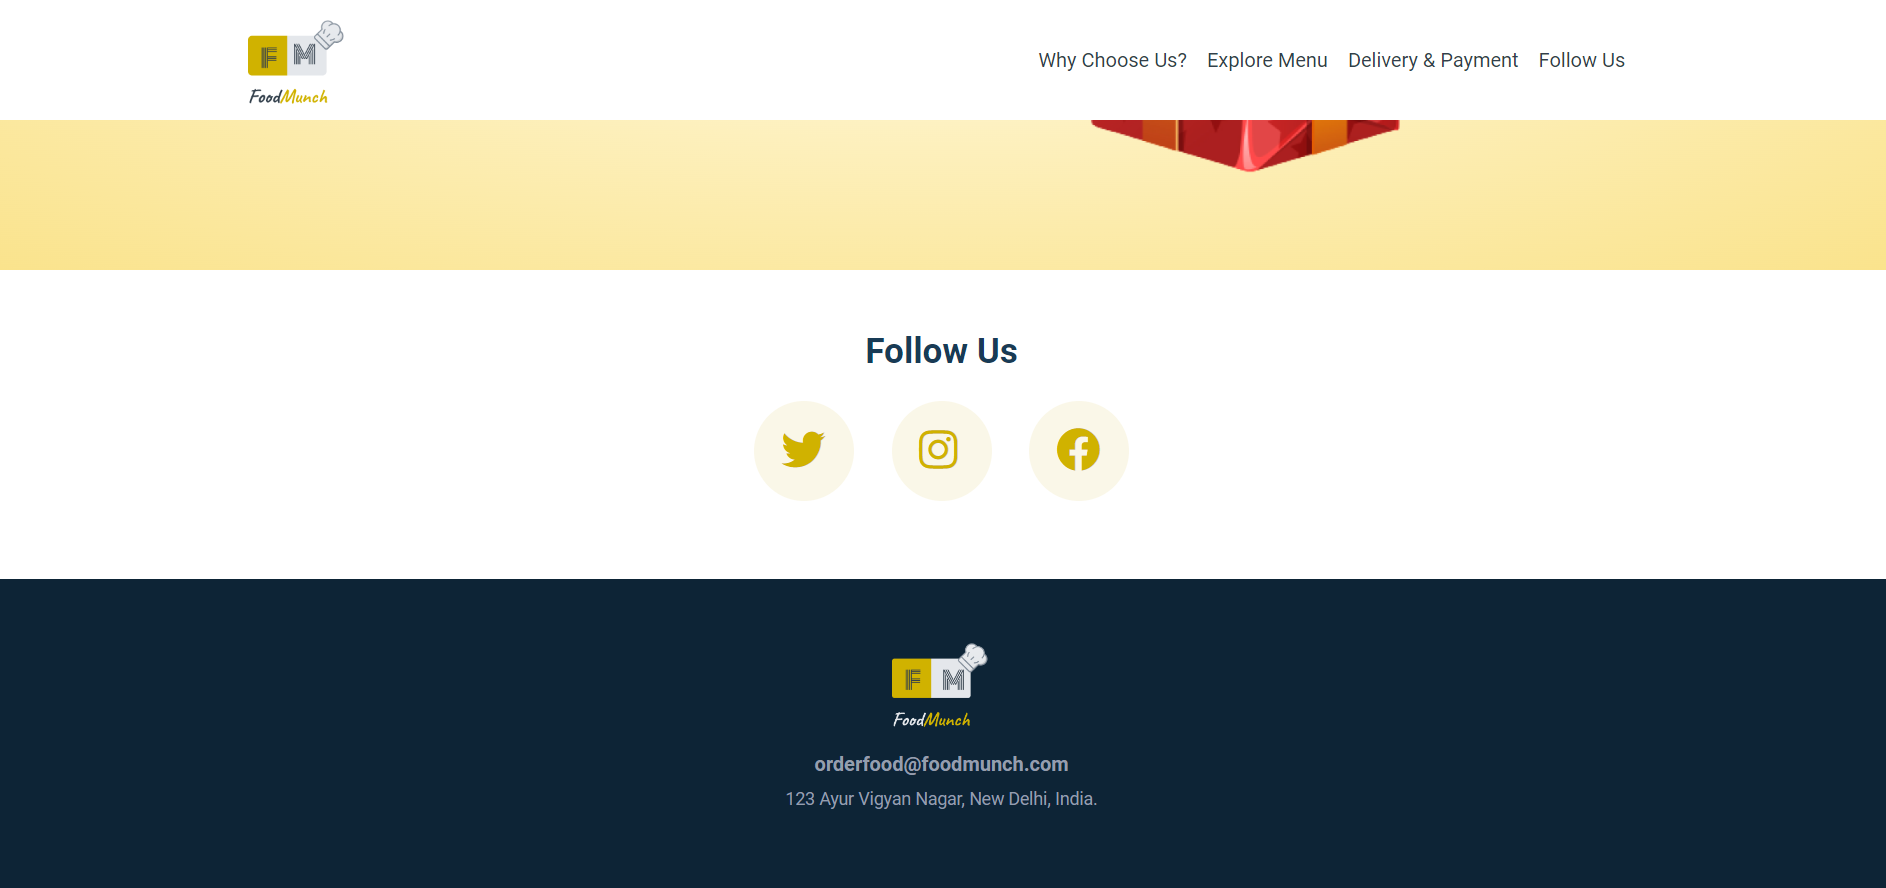 F M
FoodMunch
Why Choose Us? Explore Menu Delivery & Payment Follow Us
Follow Us
F M
FoodMunch
orderfood@foodmunch.com
123 Ayur Vigyan Nagar, New Delhi, India.